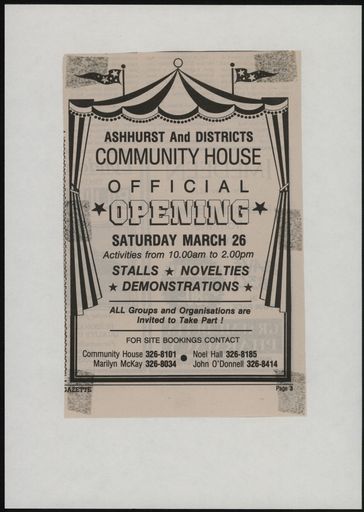 ASHHURST And DISTRICTS
COMMUNITY HOUSE
OFFICIAL
★OPENING★
SATURDAY MARCH 26
Activities from 10.00am to 2.00pm
STALLS ★ NOVELTIES
★ DEMONSTRATIONS ★
ALL Groups and Organisations are
Invited to Take Part !
FOR SITE BOOKINGS CONTACT
Community House 326-8101 ● Noel Hall 326-8185
Marilyn McKay 326-8034 John O'Donnell 326-8414
GAZETTE Page 3